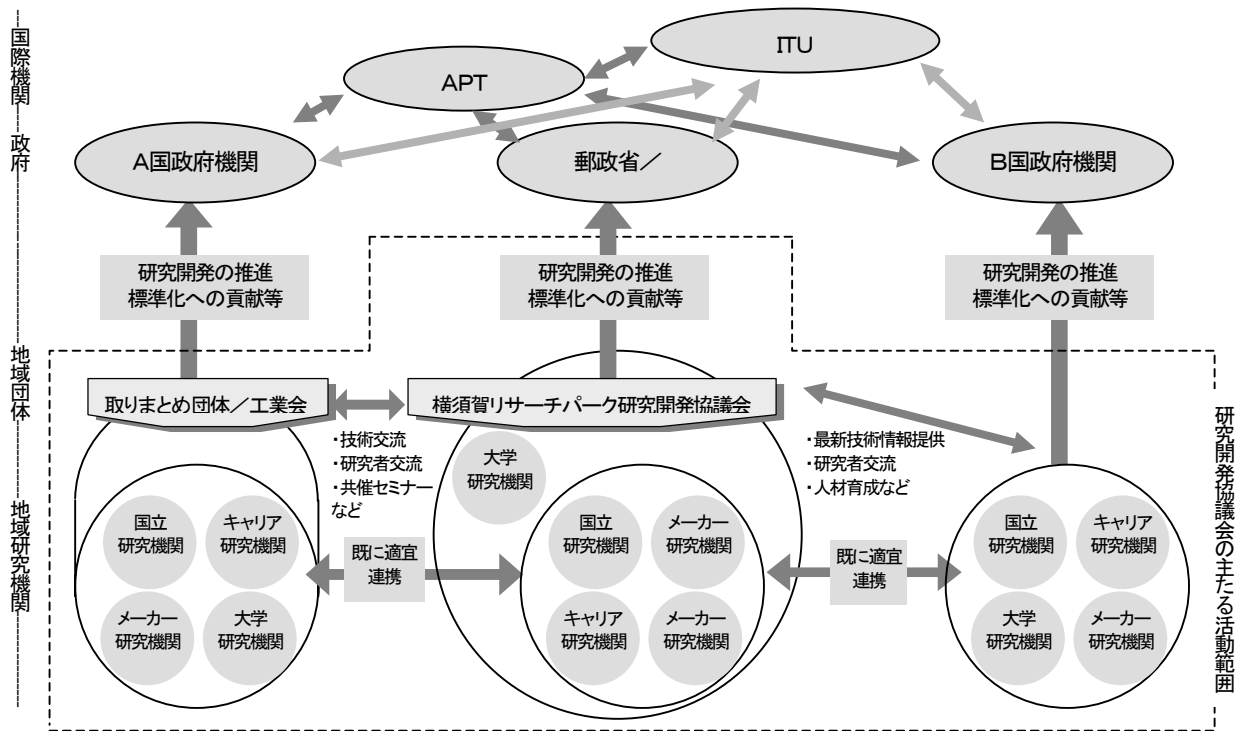 国際機関
政府
地域団体
地域研究機関
ITU
APT
A国政府機関
郵政省／
B国政府機関
研究開発の推進
標準化への貢献等
研究開発の推進
標準化への貢献等
研究開発の推進
標準化への貢献等
取りまとめ団体／工業会
横須賀リサーチパーク研究開発協議会
・技術交流
・研究者交流
・共催セミナー
など
・最新技術情報提供
・研究者交流
・人材育成など
大学
研究機関
国立
研究機関
キャリア
研究機関
メーカー
研究機関
大学
研究機関
既に適宜
連携
国立
研究機関
メーカー
研究機関
キャリア
研究機関
メーカー
研究機関
既に適宜
連携
国立
研究機関
キャリア
研究機関
大学
研究機関
メーカー
研究機関
研究開発協議会の主たる活動範囲